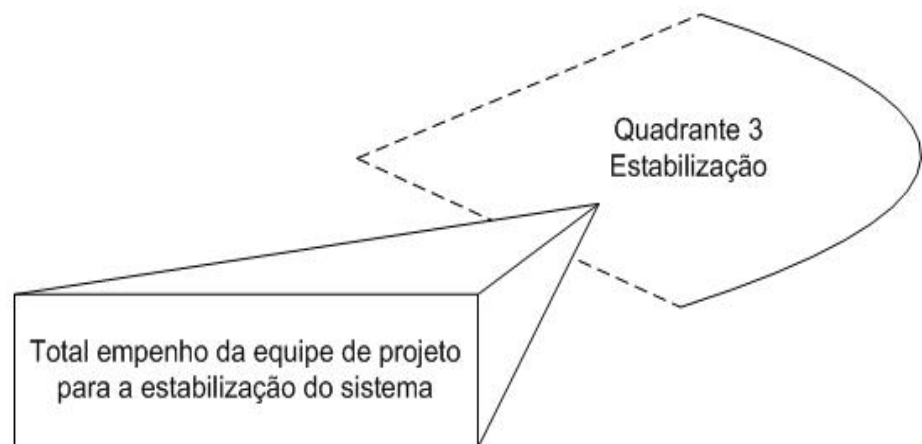 Quadrante 3
Estabilização
Total empenho da equipe de projeto
para a estabilização do sistema